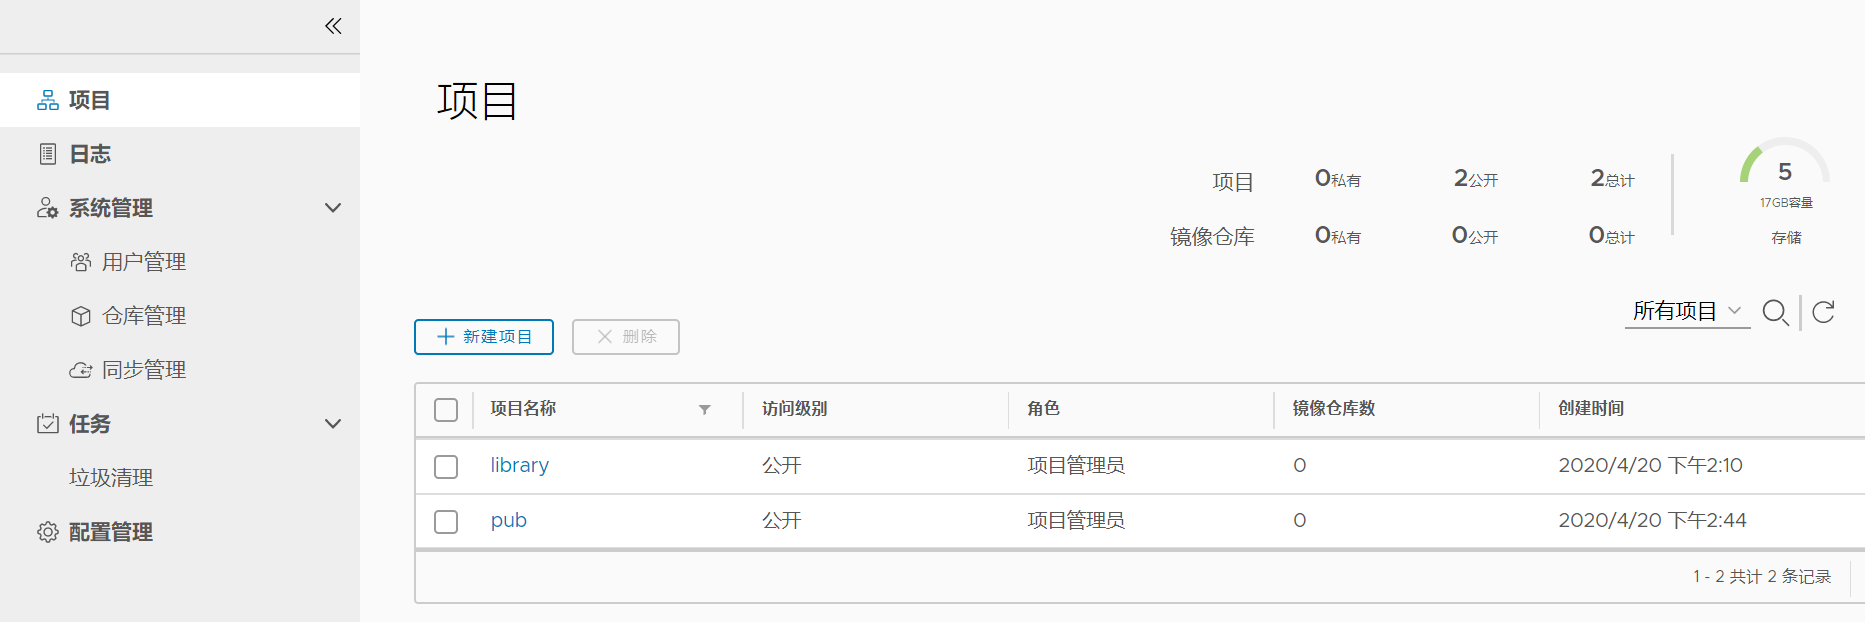 项目
日志
系统管理
用户管理
仓库管理
同步管理
任务
垃圾清理
配置管理
项目
项目 0私有 2公开 2总计
镜像仓库 0私有 0公开 0总计
5
17GB容量
存储
所有项目
新建项目 删除
项目名称 访问级别 角色 镜像仓库数 创建时间
library 公开 项目管理员 0 2020/4/20 下午2:10
pub 公开 项目管理员 0 2020/4/20 下午2:44
1 - 2 共计 2 条记录